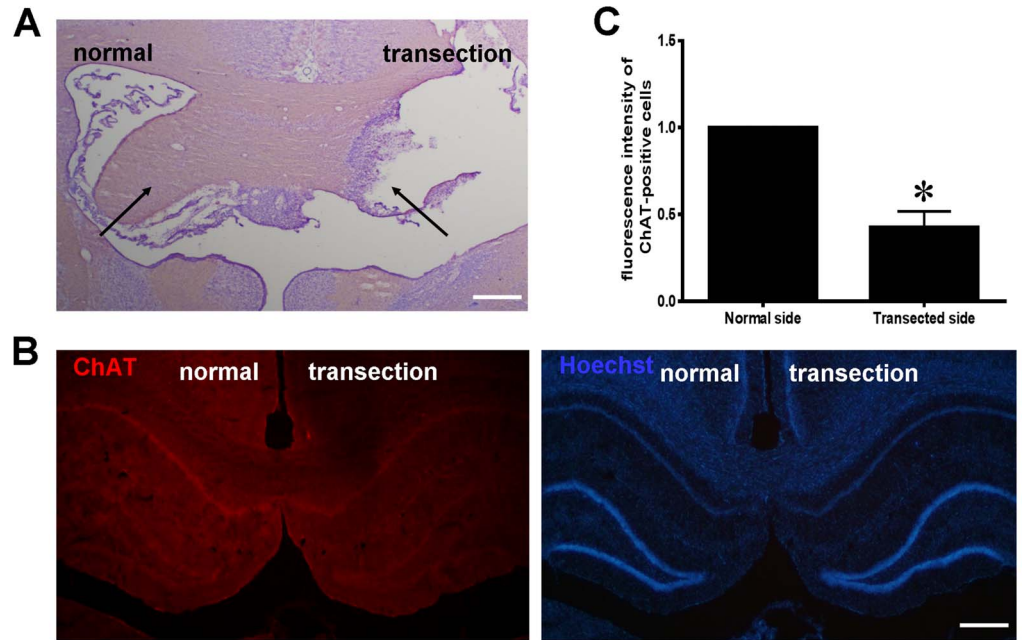 A
normal
transection
C
fluorescence intensity of
ChAT-positive cells
1.5
1.0
0.5
0.0
*
Normal side
Transected side
B
ChAT
normal
transection
Hoechst
normal
transection